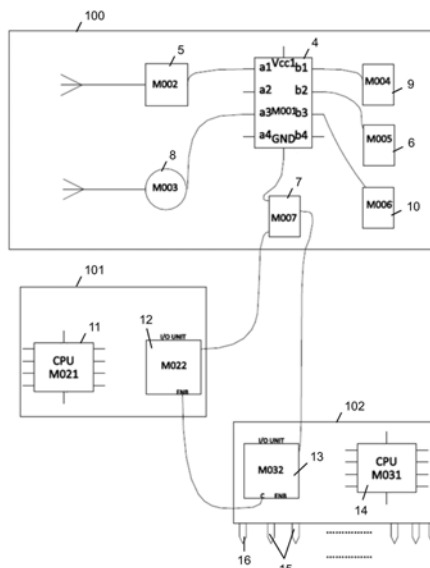 100
5
4
M002
a1 Vcc1 b1
M004
a2 b2
9
a3 M001 b3
M005
a4 GND b4
6
8
M003
7
M007
M006
10
101
11
12
I/O UNIT
CPU
M021
M022
ENB
102
I/O UNIT
M032
13
CPU
M031
C ENB
14
16
15